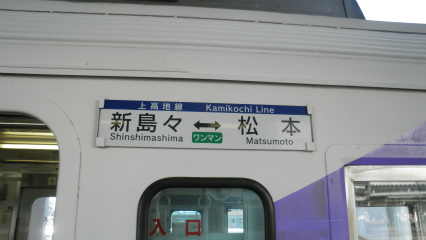 上高地線 Kamikochi Line
新島々 ↔ 松本
Shinshimashima ワンマン Matsumoto
入口